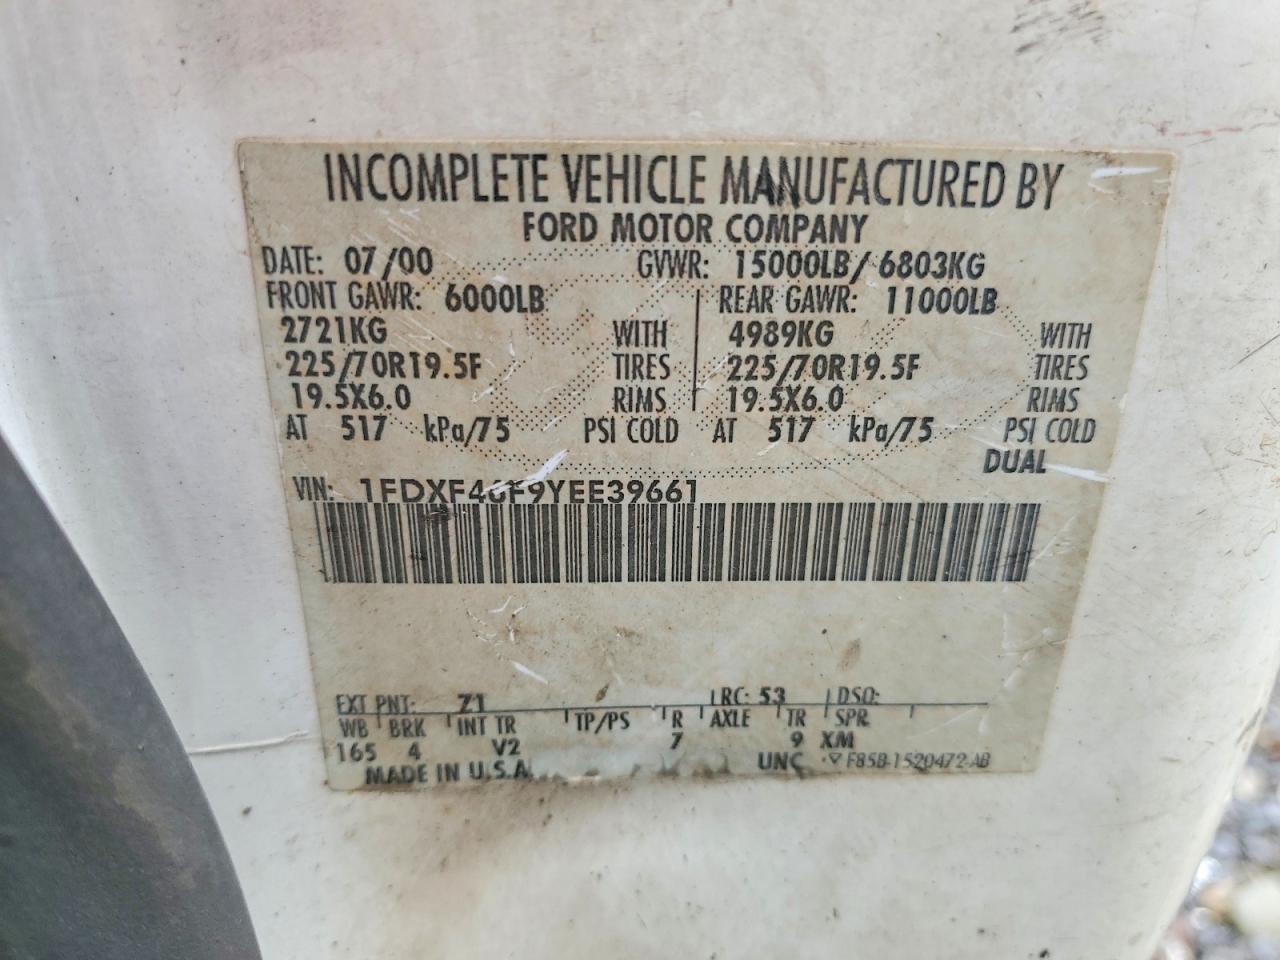 INCOMPLETE VEHICLE MANUFACTURED BY
FORD MOTOR COMPANY
DATE: 07/00 GVWR: 15000LB/ 6803KG
FRONT GAWR: 6000LB REAR GAWR: 11000LB
2721KG WITH 4989KG WITH
225/70R19.5F TIRES 225/70R19.5F TIRES
19.5X6.0 RIMS 19.5X6.0 RIMS
AT 517 kPa/75 PSI COLD AT 517 kPa/75 PSI COLD
DUAL
VIN: 1FDXF46F9YEE39661
EXT PNT: Z1 RC: 53 DSO:
WB BRK INT TR TP/PS R AXLE TR SPR
165 4 V2 7 9 XM
MADE IN U.S.A. UNC F85B-1520472-AB